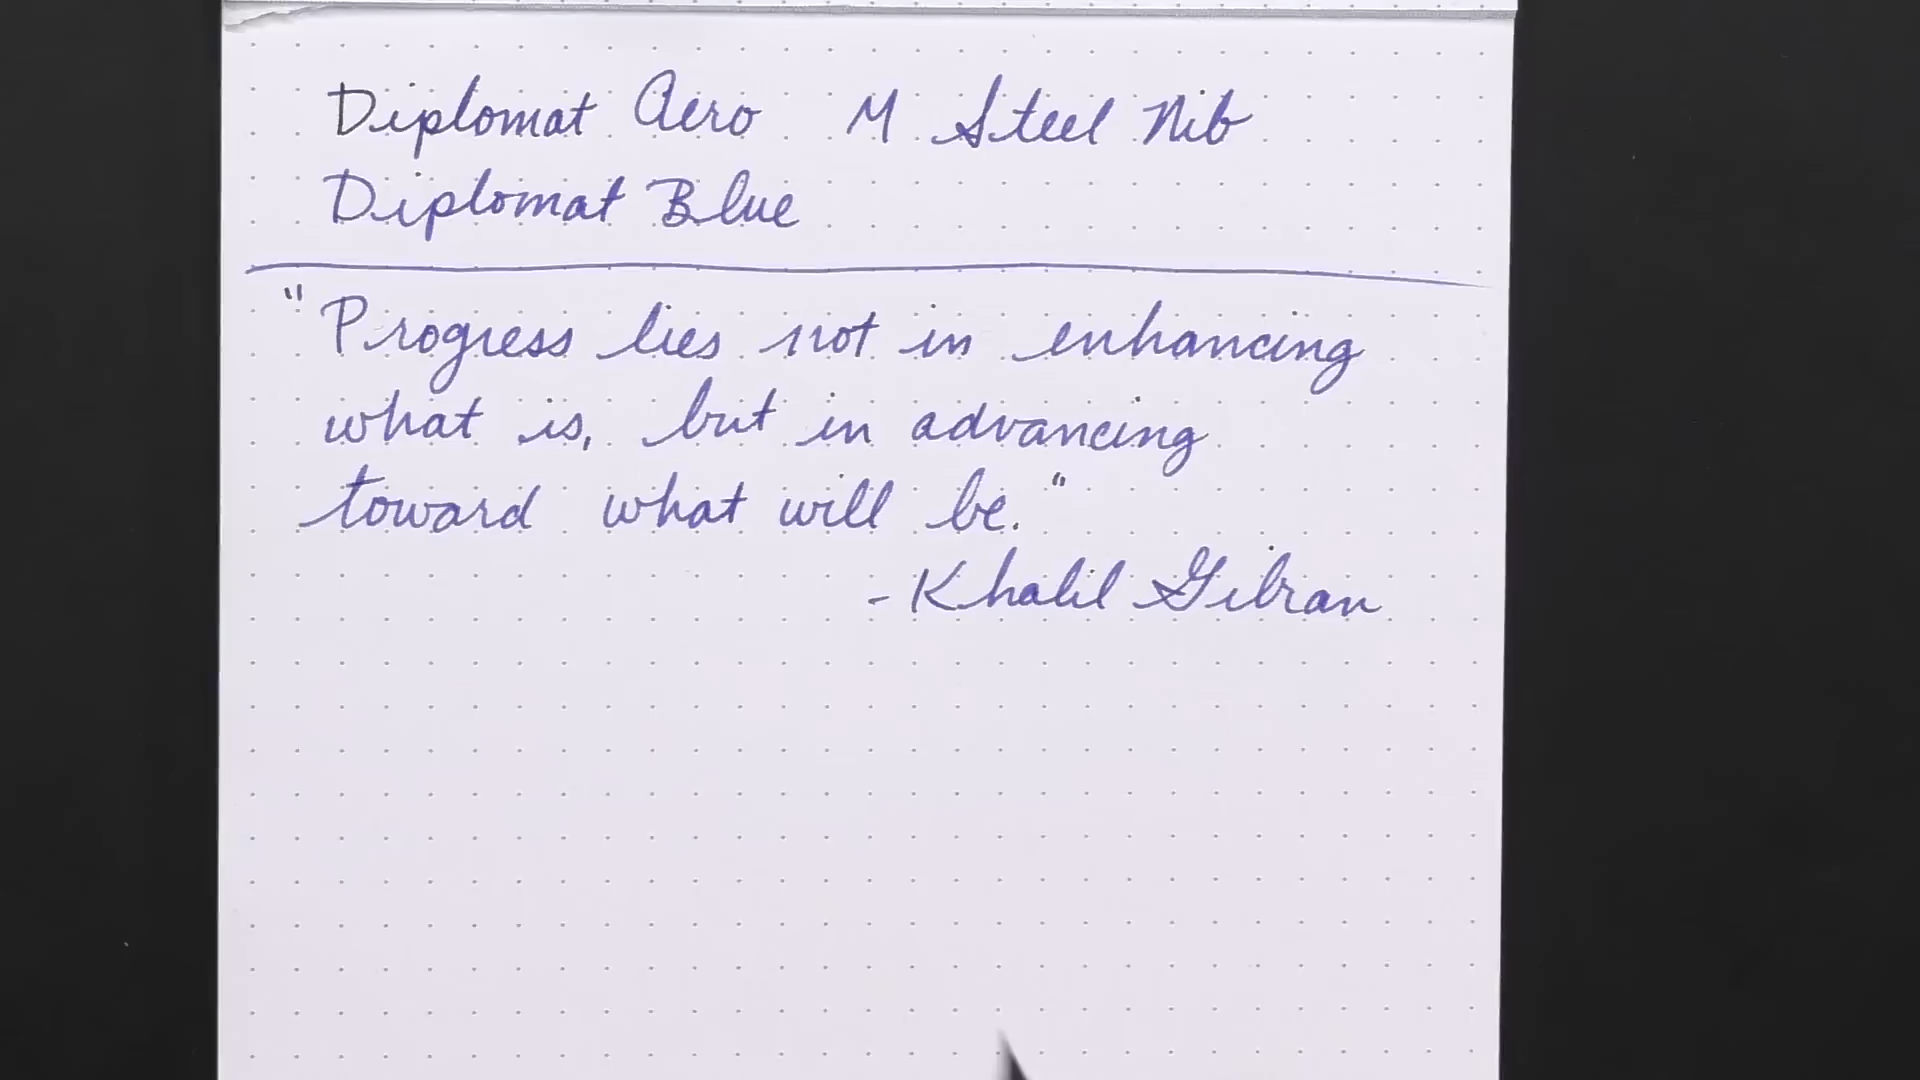 Diplomat Aero M Steel Nib
Diplomat Blue
"Progress lies not in enhancing
what is, but in advancing
toward what will be."
- Khalil Gibran